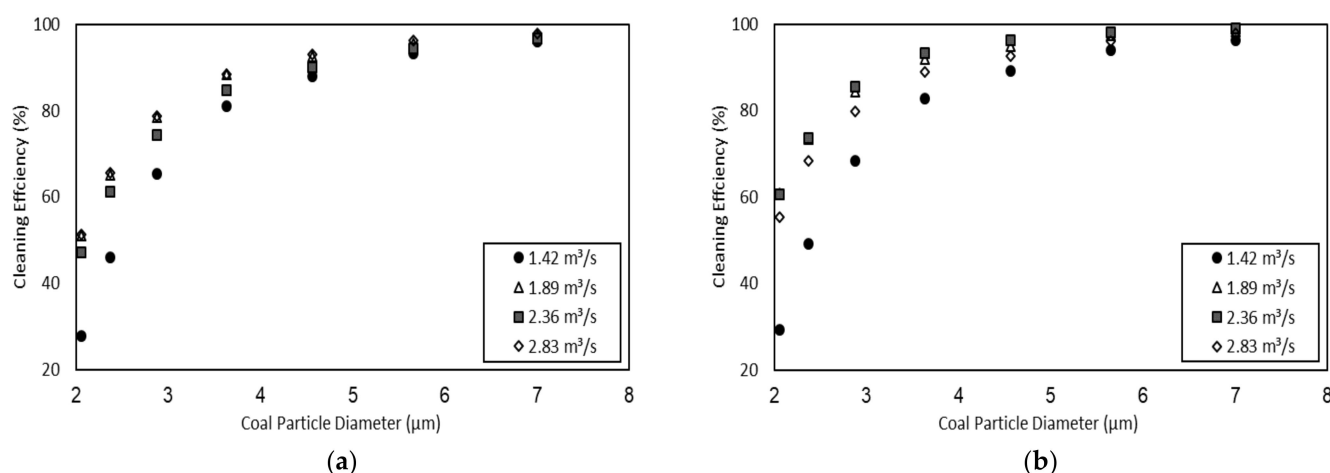 (a)
Cleaning Effciency (%)
100
80
60
40
20
2 3 4 5 6 7 8
Coal Particle Diameter (µm)
1.42 m³/s
1.89 m³/s
2.36 m³/s
2.83 m³/s
(a)
(b)
Cleaning Effciency (%)
100
80
60
40
20
2 3 4 5 6 7 8
Coal Particle Diameter (µm)
1.42 m³/s
1.89 m³/s
2.36 m³/s
2.83 m³/s
(b)